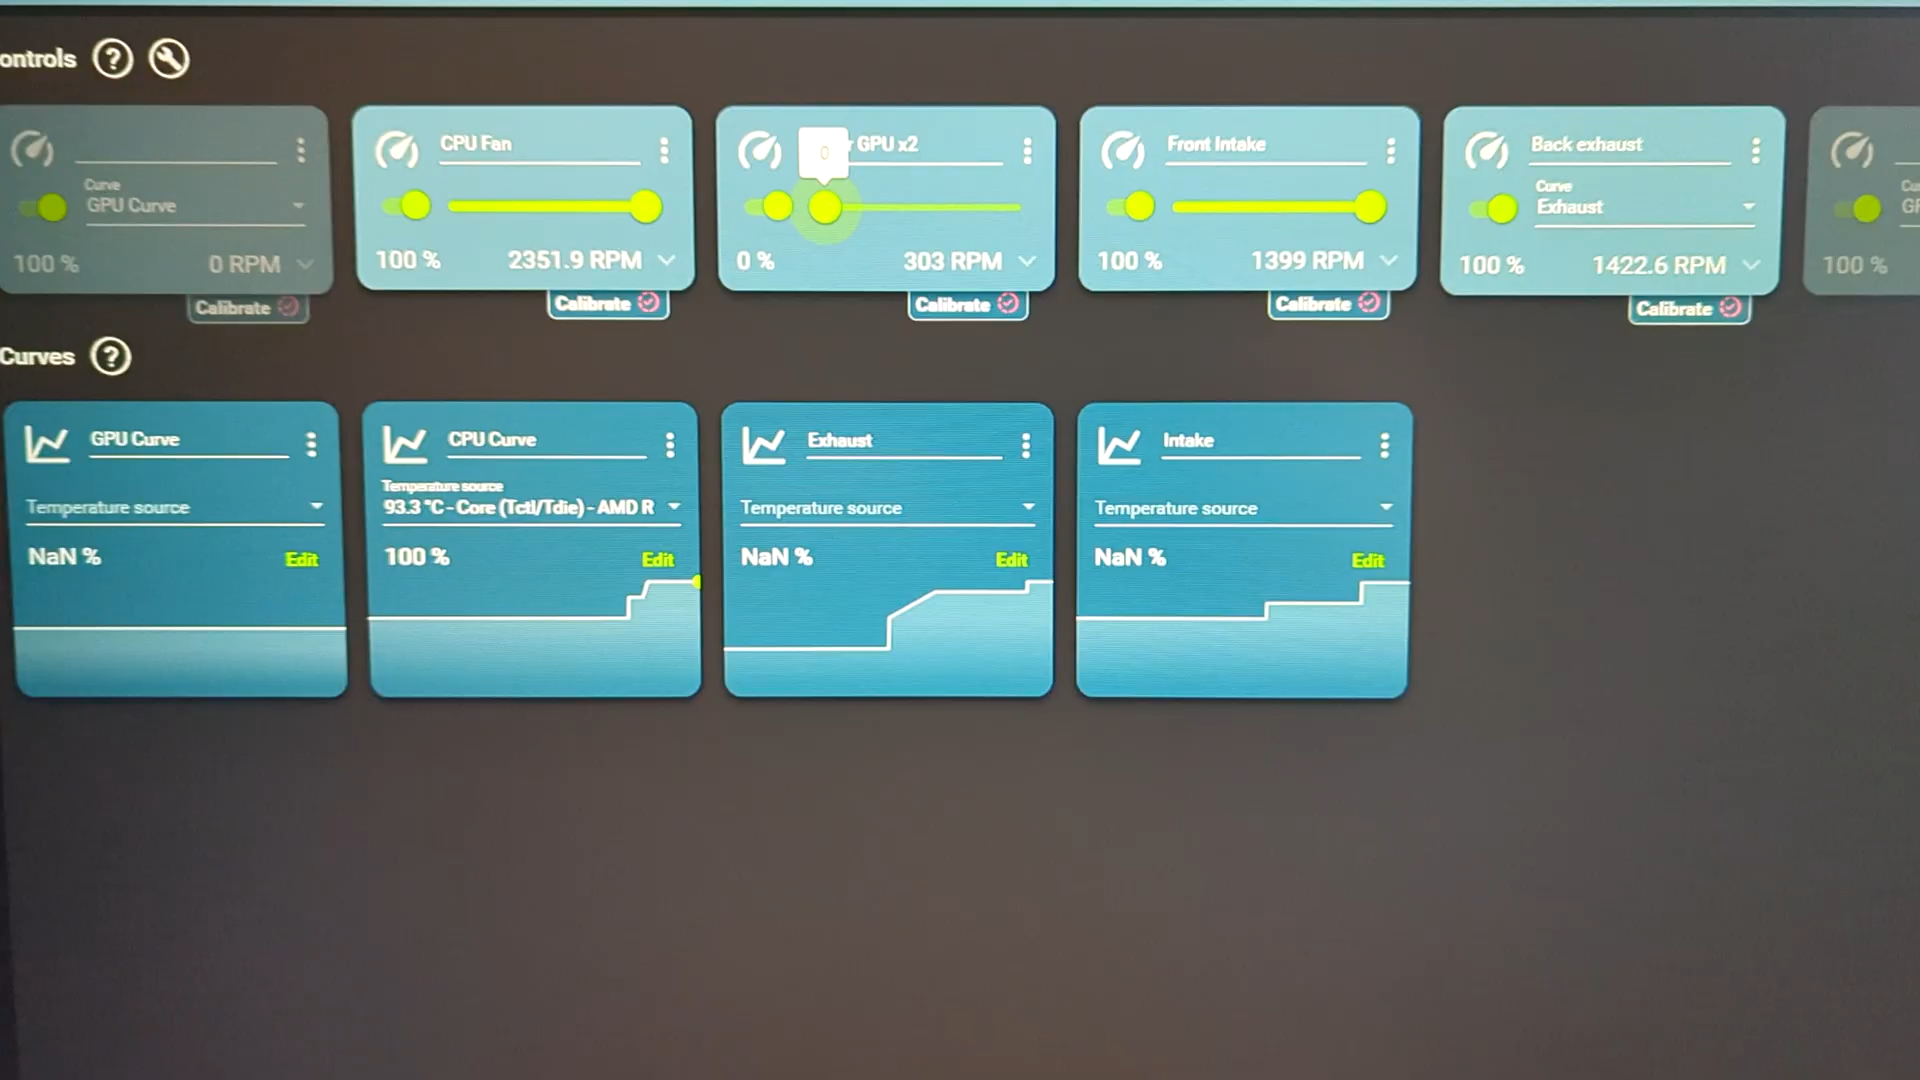 ontrols
CPU Fan
0
r GPU x2
Front Intake
Back exhaust
Curve
GPU Curve
Curve
Exhaust
100 %
0 RPM
100 %
2351.9 RPM
0 %
303 RPM
100 %
1399 RPM
100 %
1422.6 RPM
100 %
Calibrate
Calibrate
Calibrate
Calibrate
Calibrate
Curves
GPU Curve
CPU Curve
Exhaust
Intake
Temperature source
Temperature source
93.3 °C - Core (Tctl/Tdie) - AMD R
Temperature source
Temperature source
NaN %
Edit
100 %
Edit
NaN %
Edit
NaN %
Edit